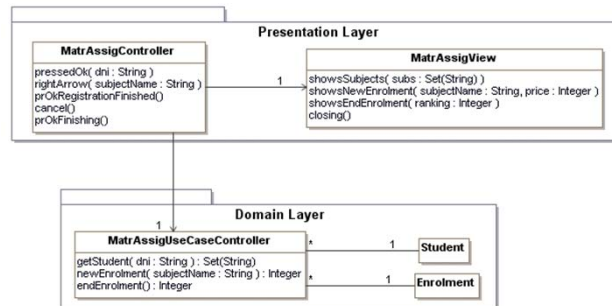 Presentation Layer
MatrAssigController
pressedOk( dni : String )
rightArrow( subjectName : String )
prOkRegistrationFinished()
cancel()
prOkFinishing()
1
MatrAssigView
showsSubjects( subs : Set(String) )
showsNewEnrolment( subjectName : String, price : Integer )
showsEndEnrolment( ranking : Integer )
closing()
1
Domain Layer
MatrAssigUseCaseController
getStudent( dni : String ) : Set(String)
newEnrolment( subjectName : String ) : Integer
endEnrolment() : Integer
* 1
Student
* 1
Enrolment